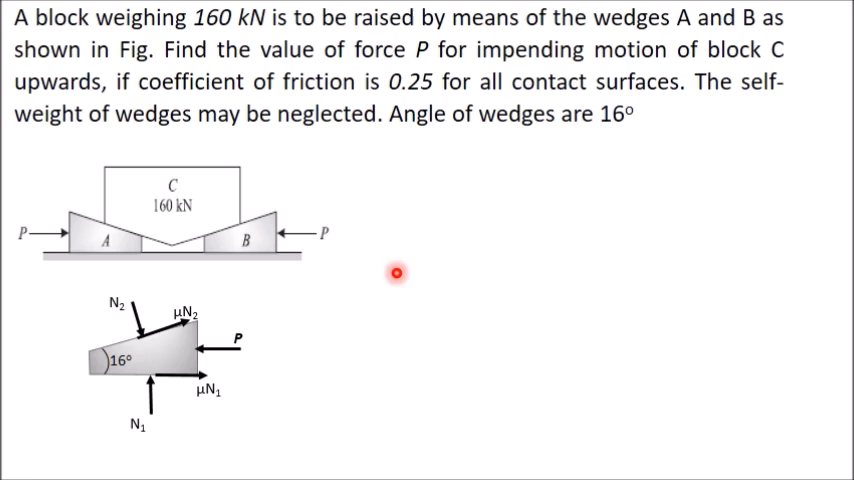 A block weighing 160 kN is to be raised by means of the wedges A and B as
shown in Fig. Find the value of force P for impending motion of block C
upwards, if coefficient of friction is 0.25 for all contact surfaces. The self-
weight of wedges may be neglected. Angle of wedges are 16º
C
160 kN
P
A
B
P
N₂
μN₂
P
16º
μN₁
N₁